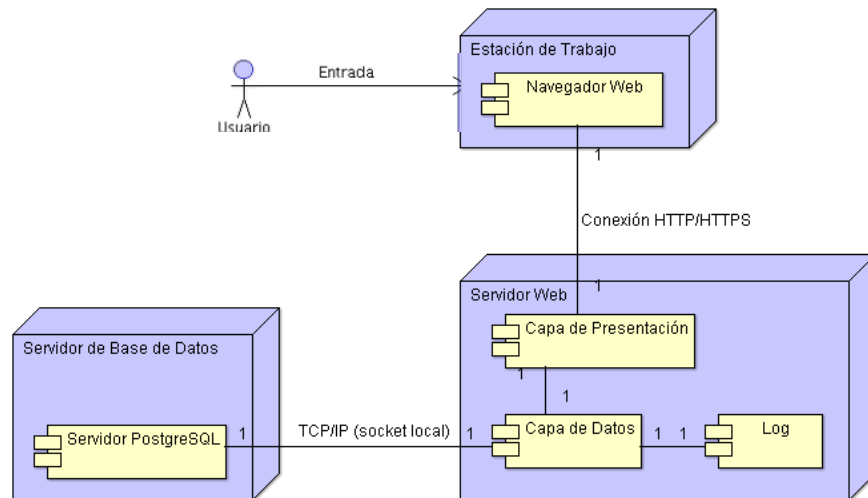 Estación de Trabajo
Navegador Web
Entrada
Usuario
1
Conexión HTTP/HTTPS
1
Servidor Web
Capa de Presentación
1
1
Servidor de Base de Datos
Servidor PostgreSQL
1
TCP/IP (socket local)
1
Capa de Datos
1
1
Log